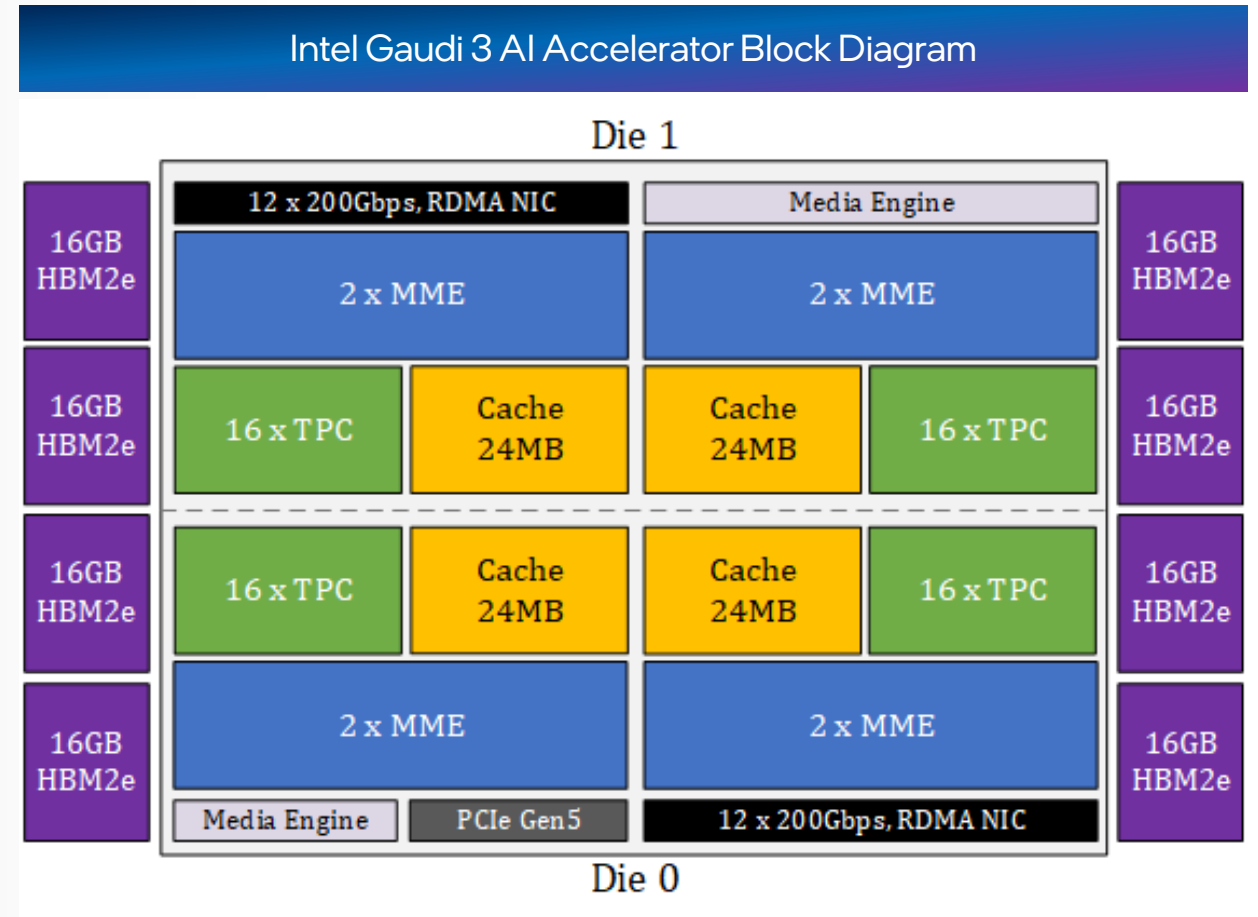 Intel Gaudi 3 AI Accelerator Block Diagram
Die 1
12 x 200Gbps, RDMA NIC
Media Engine
16GB
HBM2e
2 x MME
2 x MME
16GB
HBM2e
16GB
HBM2e
16 x TPC
Cache
24MB
Cache
24MB
16 x TPC
16GB
HBM2e
16GB
HBM2e
16 x TPC
Cache
24MB
Cache
24MB
16 x TPC
16GB
HBM2e
16GB
HBM2e
2 x MME
2 x MME
16GB
HBM2e
Media Engine
PCIe Gen5
12 x 200Gbps, RDMA NIC
Die 0